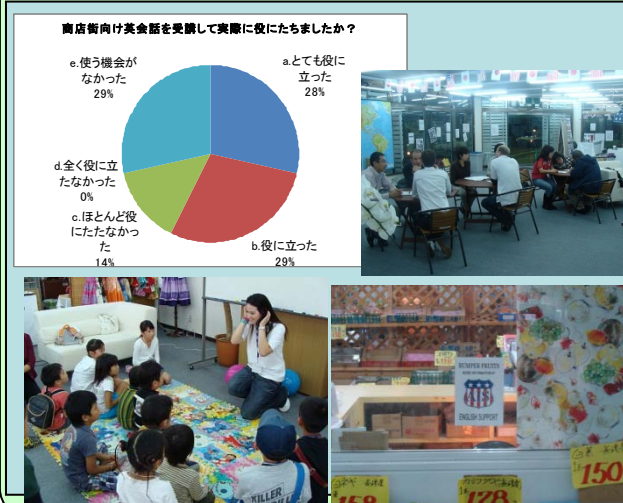 商店街向け英会話を受講して実際に役にたちましたか？
a.とても役に
立った
28%
b.役に立った
29%
c.ほとんど役
にたたなかっ
た
14%
d.全く役に立
たなかった
0%
e.使う機会が
なかった
29%
BUMPER FRUITS
ENGLISH SUPPORT
KILLER
158
178
150